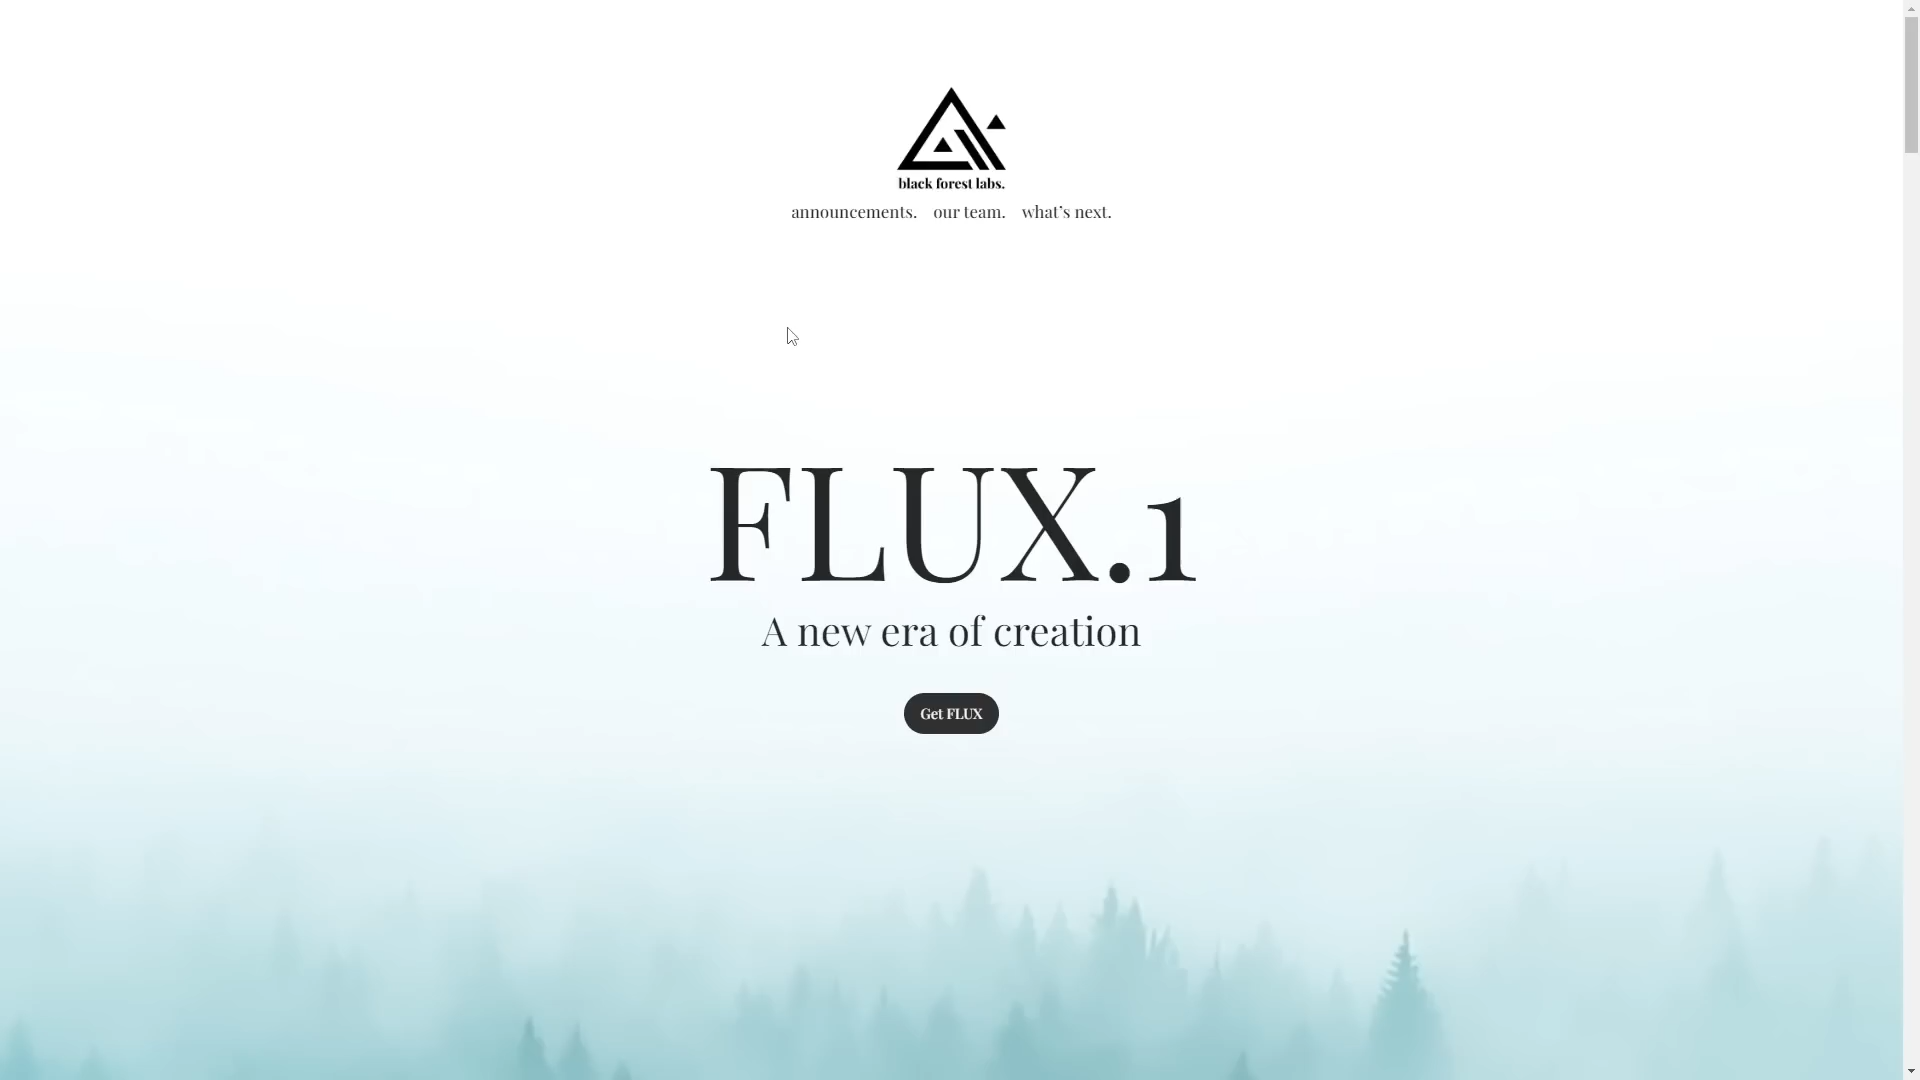 black forest labs.
announcements. our team. what’s next.
FLUX.1
A new era of creation
Get FLUX